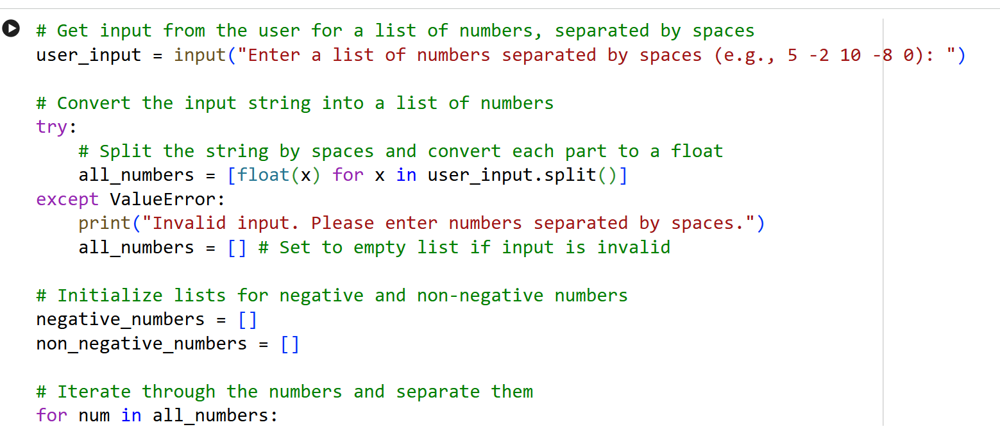 # Get input from the user for a list of numbers, separated by spaces
user_input = input("Enter a list of numbers separated by spaces (e.g., 5 -2 10 -8 0): ")
# Convert the input string into a list of numbers
try:
    # Split the string by spaces and convert each part to a float
    all_numbers = [float(x) for x in user_input.split()]
except ValueError:
    print("Invalid input. Please enter numbers separated by spaces.")
    all_numbers = [] # Set to empty list if input is invalid
# Initialize lists for negative and non-negative numbers
negative_numbers = []
non_negative_numbers = []
# Iterate through the numbers and separate them
for num in all_numbers: